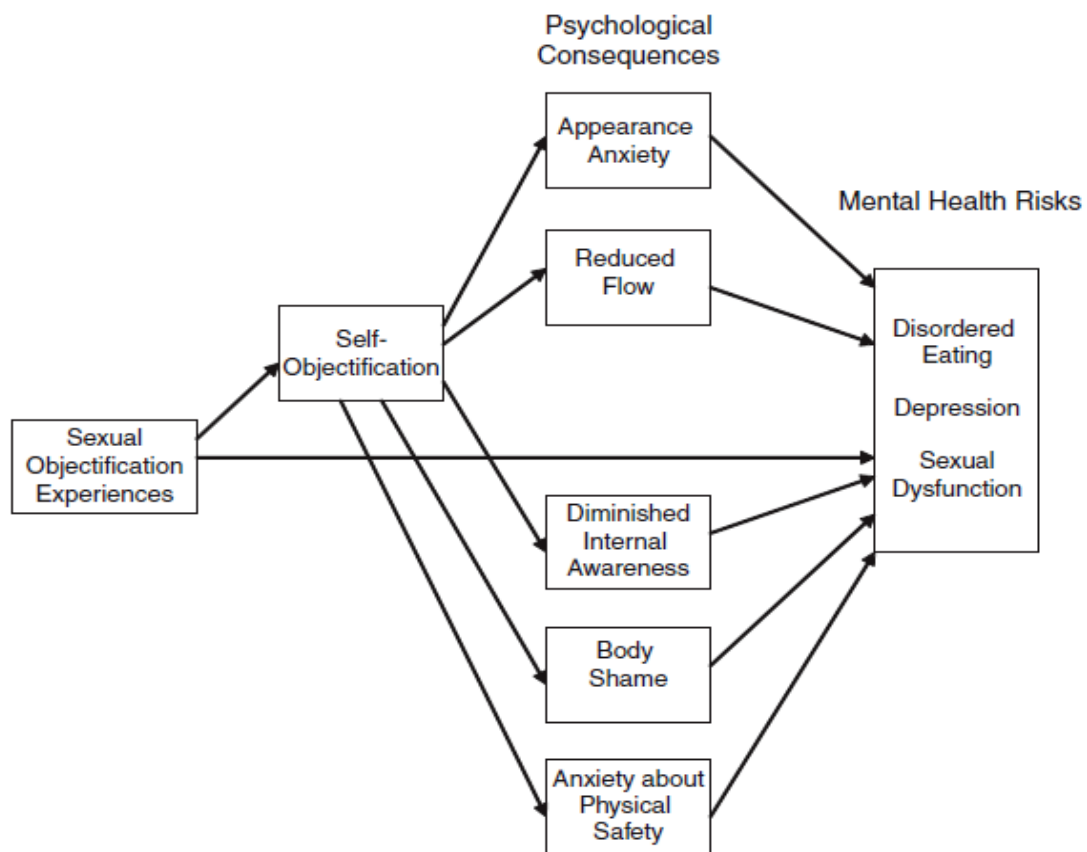 Psychological
Consequences
Appearance
Anxiety
Mental Health Risks
Reduced
Flow
Self-
Objectification
Disordered
Eating
Depression
Sexual
Dysfunction
Sexual
Objectification
Experiences
Diminished
Internal
Awareness
Body
Shame
Anxiety about
Physical
Safety